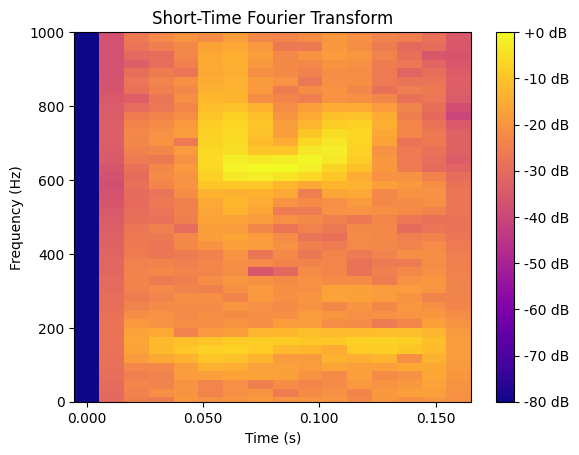 Short-Time Fourier Transform
1000
800
600
400
200
0
Frequency (Hz)
0.000
0.050
0.100
0.150
Time (s)
+0 dB
-10 dB
-20 dB
-30 dB
-40 dB
-50 dB
-60 dB
-70 dB
-80 dB